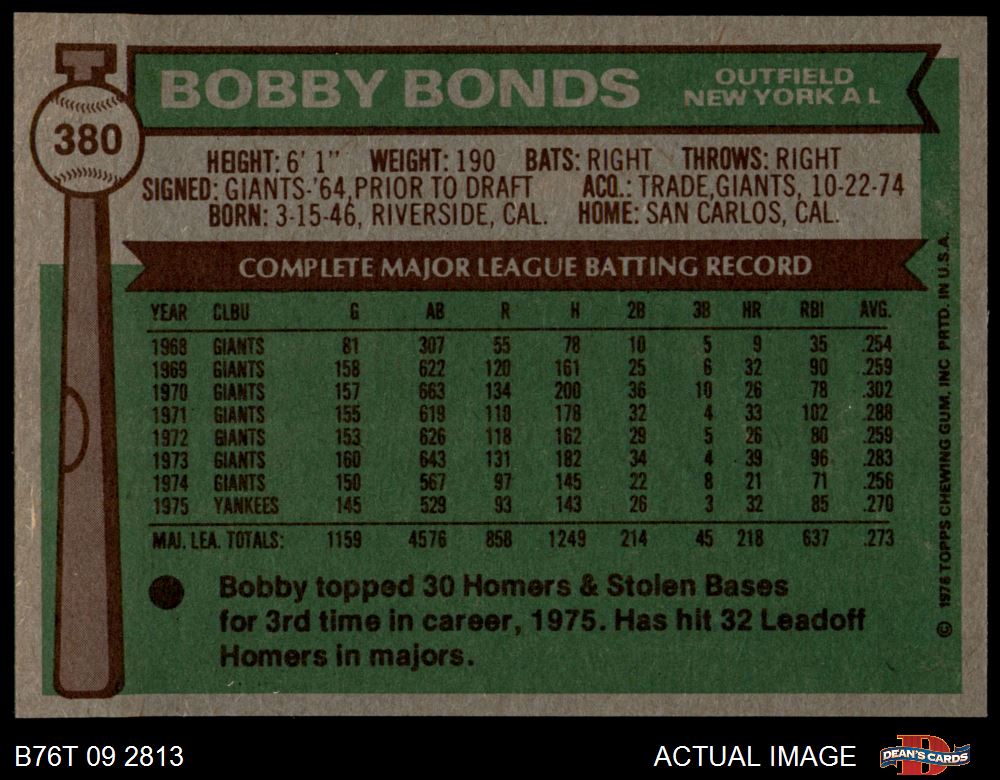 BOBBY BONDS
OUTFIELD
NEW YORK A L
380
HEIGHT: 6' 1" WEIGHT: 190 BATS: RIGHT THROWS: RIGHT
SIGNED: GIANTS-'64,PRIOR TO DRAFT ACQ.: TRADE,GIANTS, 10-22-74
BORN: 3-15-46, RIVERSIDE, CAL. HOME: SAN CARLOS, CAL.
COMPLETE MAJOR LEAGUE BATTING RECORD
YEAR CLBU G AB R H 2B 3B HR RBI AVG.
1968 GIANTS 81 307 55 78 10 5 9 35 .254
1969 GIANTS 158 622 120 161 25 6 32 90 .259
1970 GIANTS 157 663 134 200 36 10 26 78 .302
1971 GIANTS 155 619 110 178 32 4 33 102 .288
1972 GIANTS 153 626 118 162 29 5 26 80 .259
1973 GIANTS 160 643 131 182 34 4 39 96 .283
1974 GIANTS 150 567 97 145 22 8 21 71 .256
1975 YANKEES 145 529 93 143 26 3 32 85 .270
MAJ. LEA. TOTALS: 1159 4576 858 1249 214 45 218 637 .273
Bobby topped 30 Homers & Stolen Bases
for 3rd time in career, 1975. Has hit 32 Leadoff
Homers in majors.
© 1976 TOPPS CHEWING GUM, INC PRTD. IN U.S.A.
B76T 09 2813
ACTUAL IMAGE
D
DEAN'S CARDS